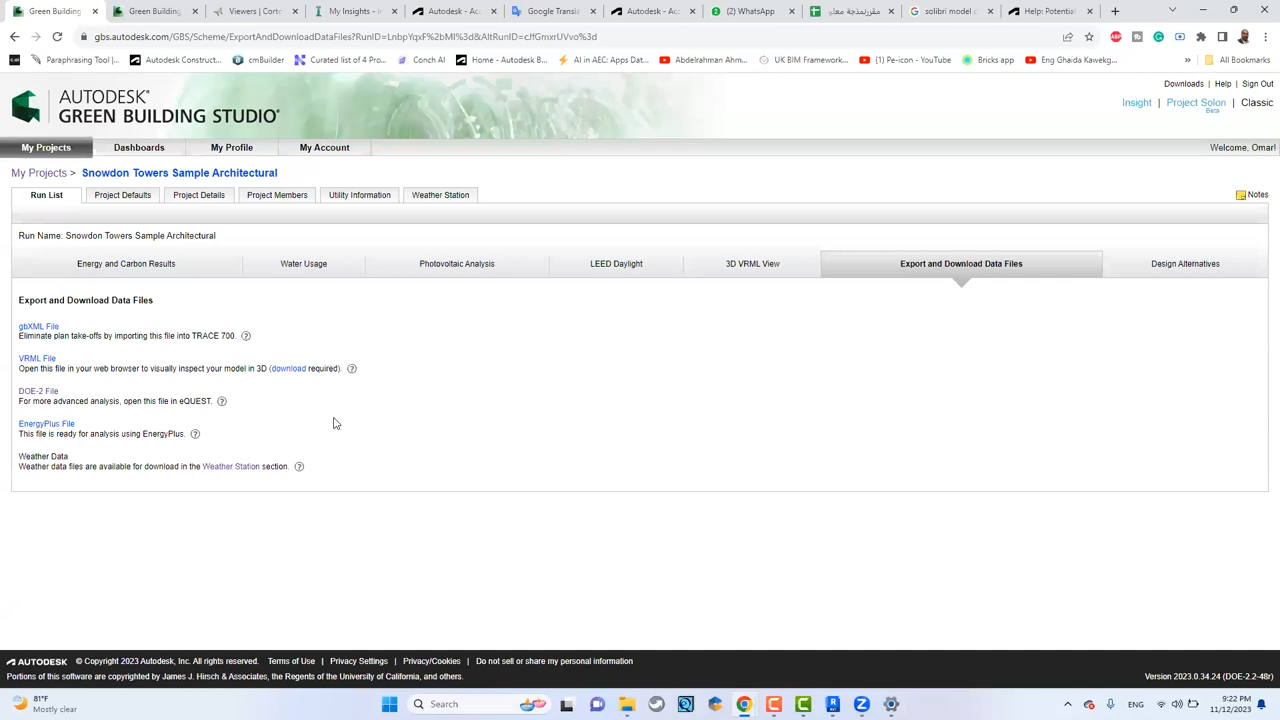 Green Building
Green Building
Viewers | Corto
My Insights - In
Autodesk - Ac
Google Transl
Autodesk - Acc
(2) WhatsApp
solibri model c
Help: Potential
gbs.autodesk.com/GBS/Scheme/ExportAndDownloadDataFiles?RunID=LnbpYqxF%2bMI%3d&AltRunID=cJfGmxrUVvo%3d
Paraphrasing Tool |
Autodesk Construct...
cmBuilder
Curated list of 4 Pro...
Conch AI
Home - Autodesk B...
AI in AEC: Apps Dat...
Abdelrahman Ahm...
UK BIM Framework...
(1) Pe-icon - YouTube
Bricks app
Eng Ghaida Kawekg...
»
All Bookmarks
AUTODESK®
GREEN BUILDING STUDIO®
Downloads | Help | Sign Out
Insight | Project Solon | Classic
Beta
My Projects
Dashboards
My Profile
My Account
Welcome, Omar!
My Projects > Snowdon Towers Sample Architectural
Run List
Project Defaults
Project Details
Project Members
Utility Information
Weather Station
Notes
Run Name: Snowdon Towers Sample Architectural
Energy and Carbon Results
Water Usage
Photovoltaic Analysis
LEED Daylight
3D VRML View
Export and Download Data Files
Design Alternatives
Export and Download Data Files
gbXML File
Eliminate plan take-offs by importing this file into TRACE 700. ?
VRML File
Open this file in your web browser to visually inspect your model in 3D (download required). ?
DOE-2 File
For more advanced analysis, open this file in eQUEST. ?
EnergyPlus File
This file is ready for analysis using EnergyPlus. ?
Weather Data
Weather data files are available for download in the Weather Station section. ?
AUTODESK © Copyright 2023 Autodesk, Inc. All rights reserved. Terms of Use | Privacy Settings | Privacy/Cookies | Do not sell or share my personal information
Portions of this software are copyrighted by James J. Hirsch & Associates, the Regents of the University of California, and others.
Version 2023.0.34.24 (DOE-2.2-48r)
81°F
Mostly clear
Search
ENG
9:22 PM
11/12/2023